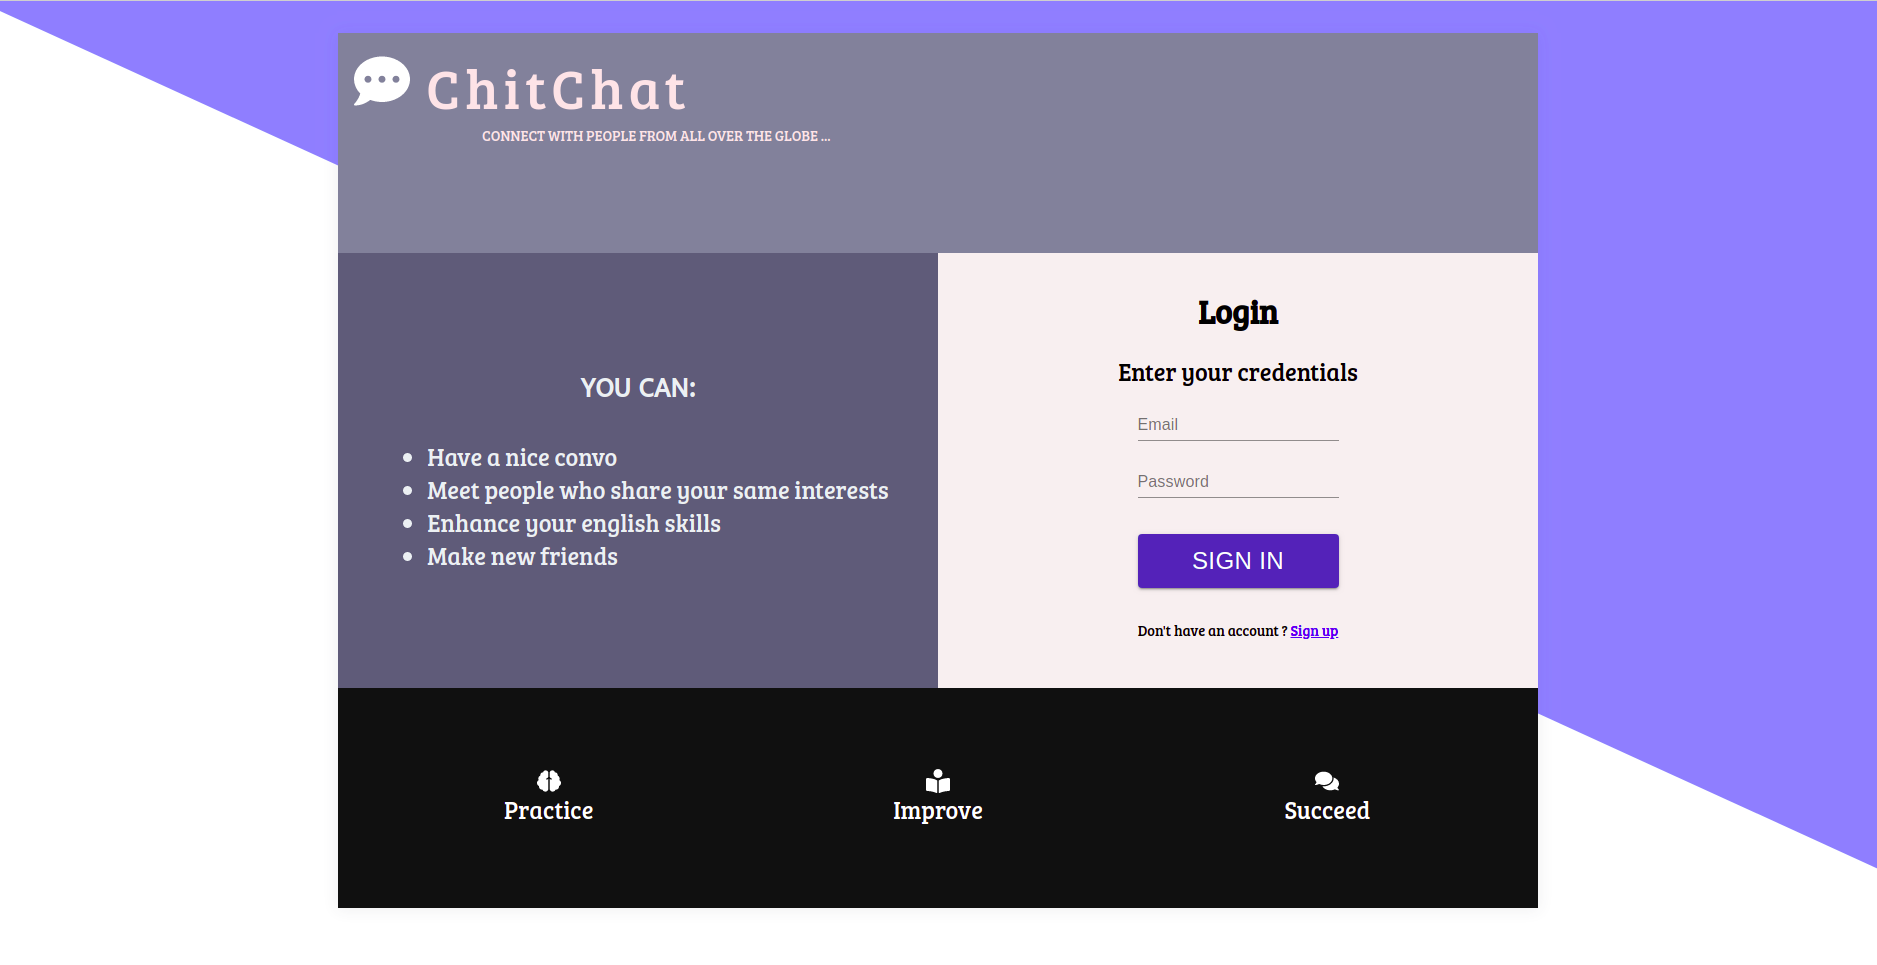 ChitChat
CONNECT WITH PEOPLE FROM ALL OVER THE GLOBE ...
YOU CAN:
Have a nice convo
Meet people who share your same interests
Enhance your english skills
Make new friends
Login
Enter your credentials
Email
Password
SIGN IN
Don't have an account ? Sign up
Practice
Improve
Succeed